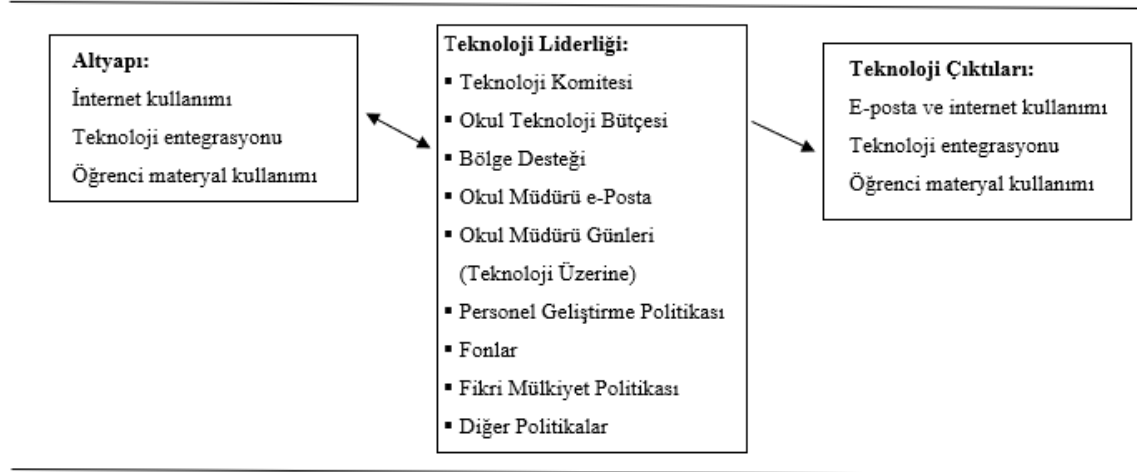 Altyapı:
İnternet kullanımı
Teknoloji entegrasyonu
Öğrenci materyal kullanımı
Teknoloji Liderliği:
▪ Teknoloji Komitesi
▪ Okul Teknoloji Bütçesi
▪ Bölge Desteği
▪ Okul Müdürü e-Posta
▪ Okul Müdürü Günleri
(Teknoloji Üzerine)
▪ Personel Geliştirme Politikası
▪ Fonlar
▪ Fikri Mülkiyet Politikası
▪ Diğer Politikalar
Teknoloji Çıktıları:
E-posta ve internet kullanımı
Teknoloji entegrasyonu
Öğrenci materyal kullanımı